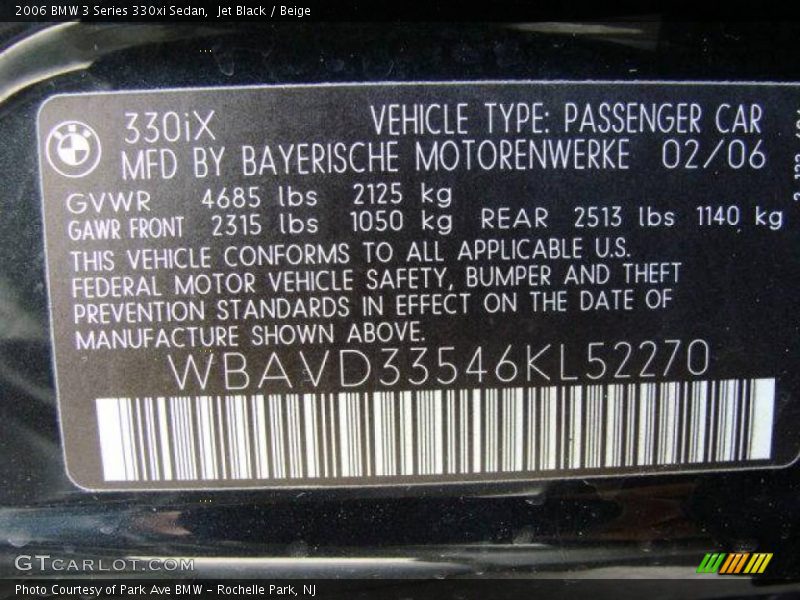 2006 BMW 3 Series 330xi Sedan, Jet Black / Beige
330iX VEHICLE TYPE: PASSENGER CAR
MFD BY BAYERISCHE MOTORENWERKE 02/06
GVWR 4685 lbs 2125 kg
GAWR FRONT 2315 lbs 1050 kg REAR 2513 lbs 1140 kg
THIS VEHICLE CONFORMS TO ALL APPLICABLE U.S.
FEDERAL MOTOR VEHICLE SAFETY, BUMPER AND THEFT
PREVENTION STANDARDS IN EFFECT ON THE DATE OF
MANUFACTURE SHOWN ABOVE.
WBAVD33546KL52270
GTCARLOT.COM
Photo Courtesy of Park Ave BMW - Rochelle Park, NJ